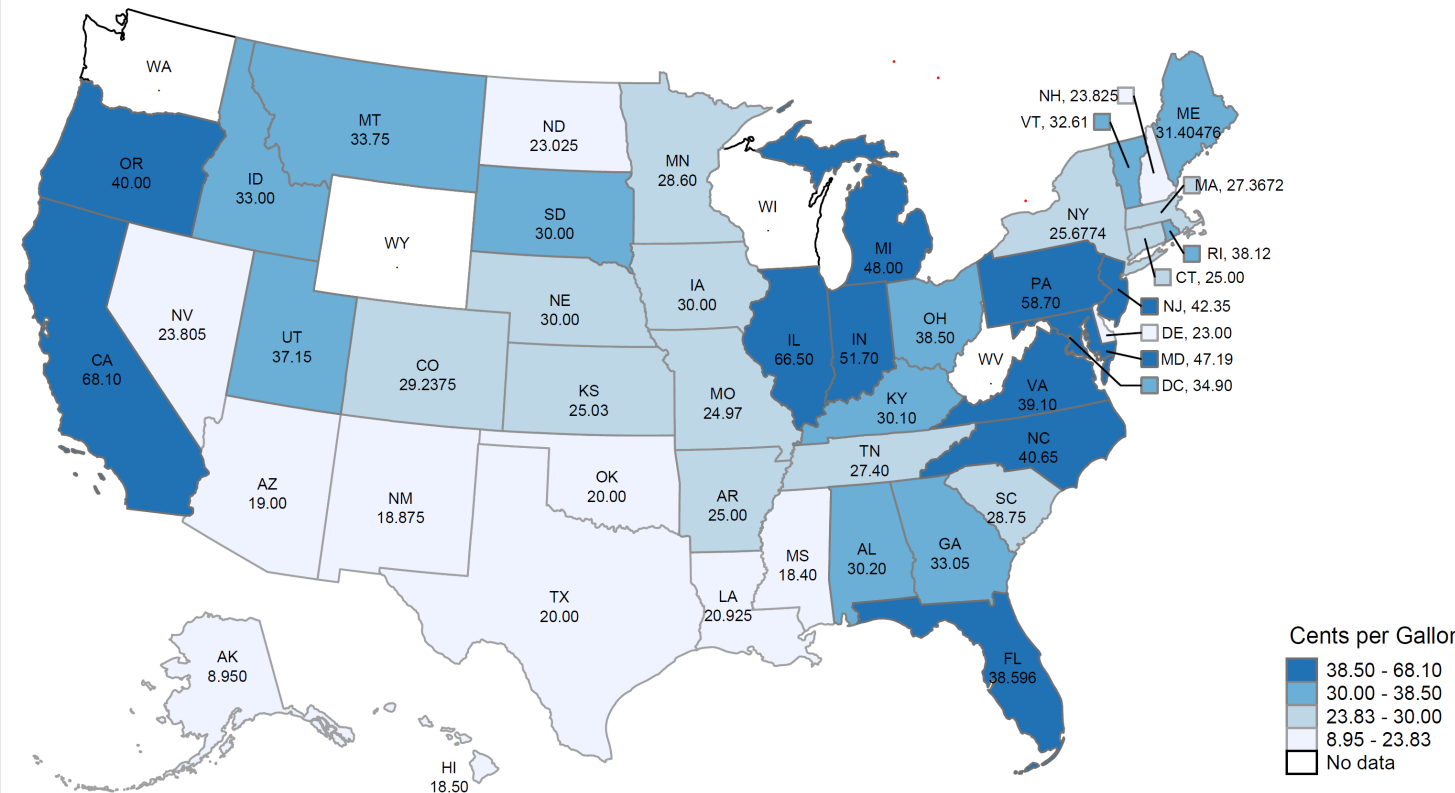 WA
.
MT
33.75
ND
23.025
OR
40.00
ID
33.00
MN
28.60
NH, 23.825
VT, 32.61
ME
31.40476
MA, 27.3672
WI
.
SD
30.00
WY
.
NY
25.6774
MI
48.00
RI, 38.12
CT, 25.00
NV
23.805
UT
37.15
NE
30.00
IA
30.00
PA
58.70
NJ, 42.35
DE, 23.00
MD, 47.19
DC, 34.90
CA
68.10
CO
29.2375
IL
66.50
IN
51.70
OH
38.50
WV
.
KS
25.03
MO
24.97
KY
30.10
VA
39.10
NC
40.65
TN
27.40
AZ
19.00
NM
18.875
OK
20.00
AR
25.00
SC
28.75
MS
18.40
AL
30.20
GA
33.05
TX
20.00
LA
20.925
FL
38.596
AK
8.950
HI
18.50
Cents per Gallon
38.50 - 68.10
30.00 - 38.50
23.83 - 30.00
8.95 - 23.83
No data